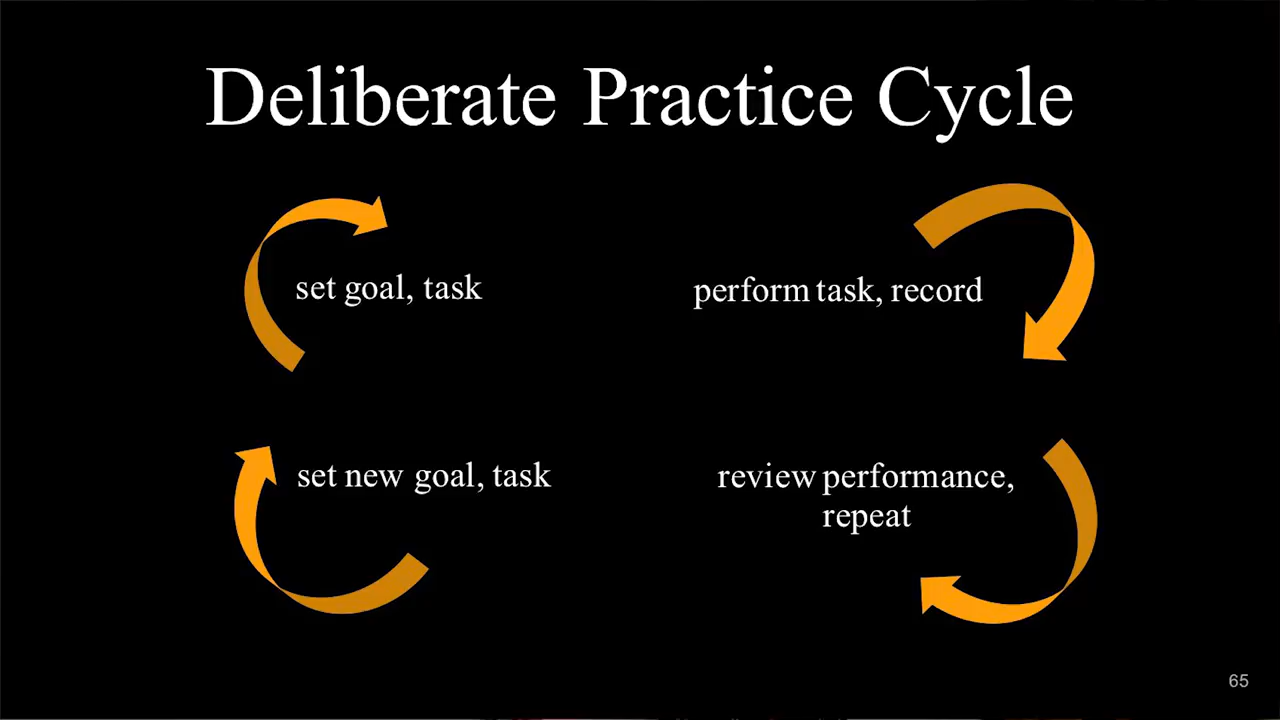 Deliberate Practice Cycle
set goal, task
perform task, record
set new goal, task
review performance,
repeat
65